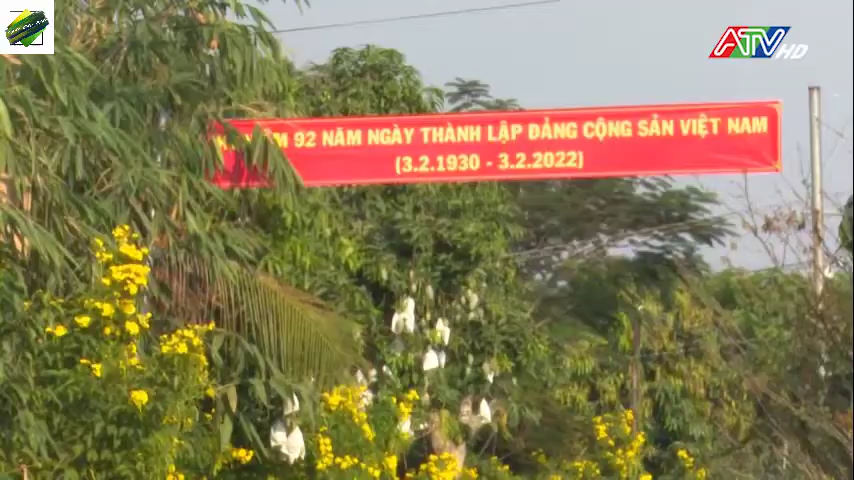 ATV HD
92 NĂM NGÀY THÀNH LẬP ĐẢNG CỘNG SẢN VIỆT NAM
(3.2.1930 - 3.2.2022)